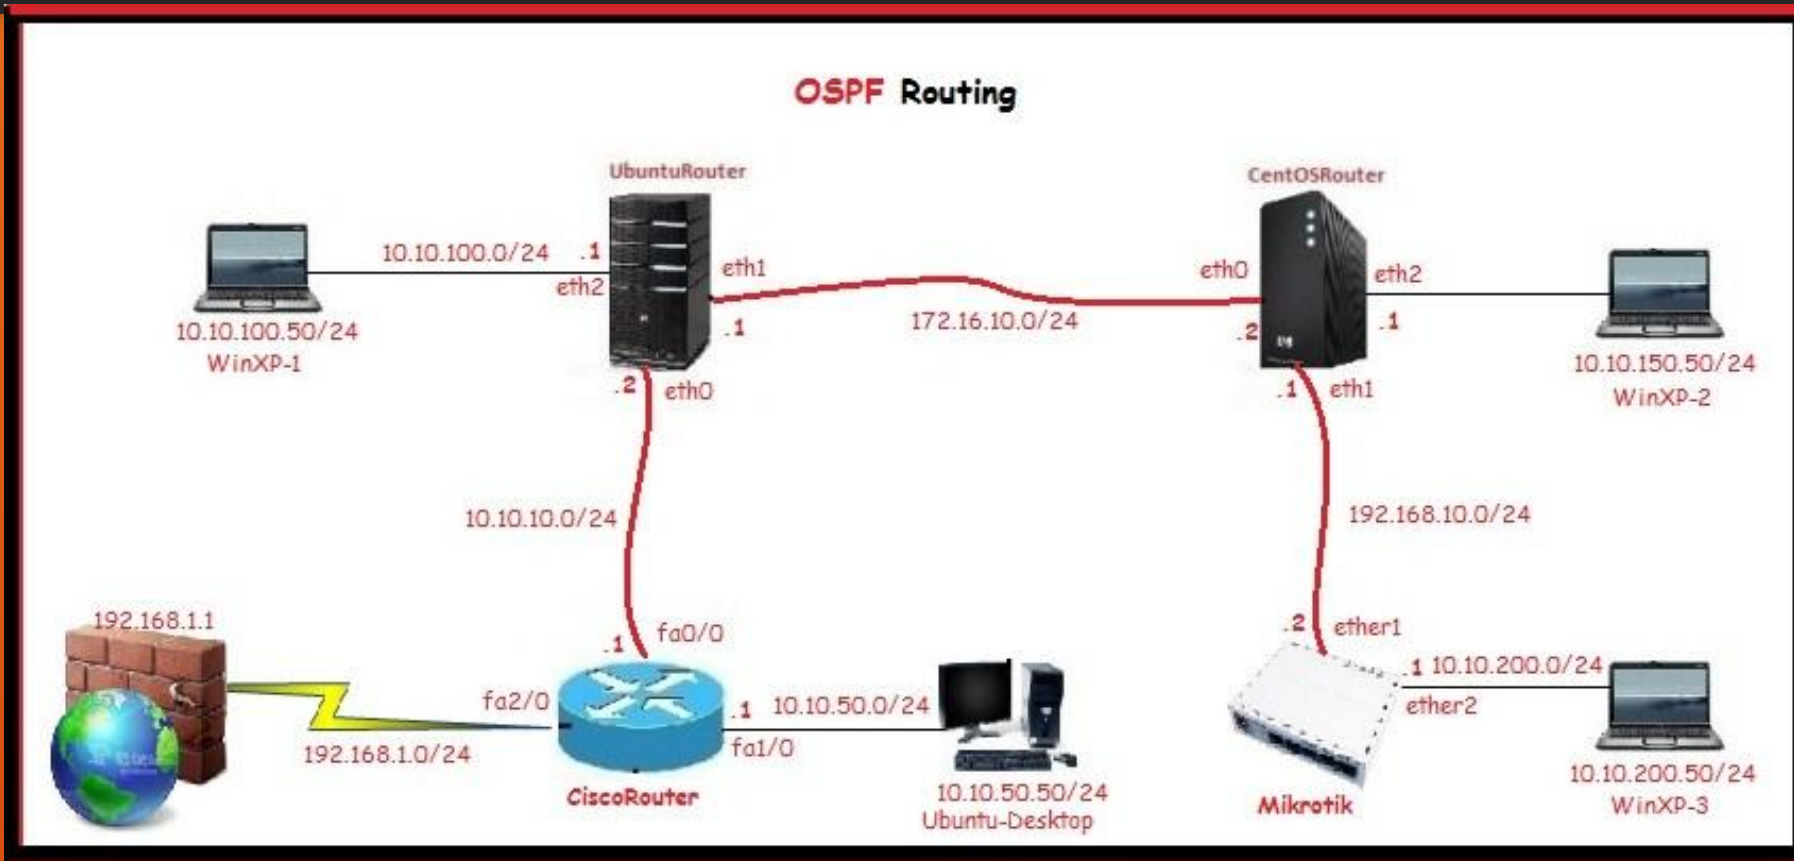 OSPF Routing
UbuntuRouter
CentOSRouter
10.10.100.0/24
.1
eth2
eth1
.1
10.10.100.50/24
WinXP-1
172.16.10.0/24
eth0
.2
eth2
.1
10.10.150.50/24
WinXP-2
.2
eth0
.1
eth1
10.10.10.0/24
192.168.10.0/24
192.168.1.1
192.168.1.0/24
fa2/0
.1
fa0/0
.1
10.10.50.0/24
fa1/0
CiscoRouter
10.10.50.50/24
Ubuntu-Desktop
.2
ether1
.1
10.10.200.0/24
ether2
Mikrotik
10.10.200.50/24
WinXP-3